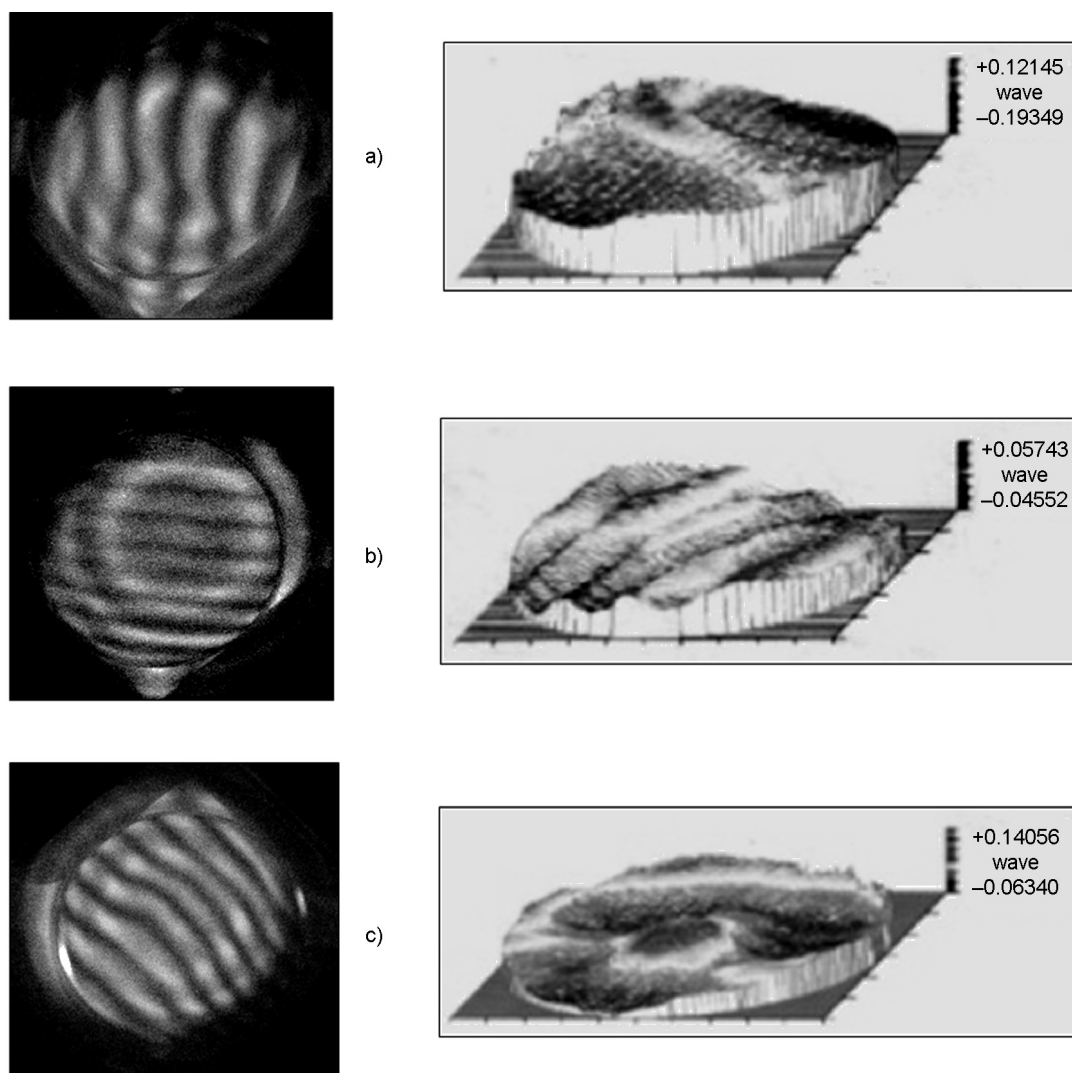 a)
+0.12145
wave
–0.19349
b)
+0.05743
wave
–0.04552
c)
+0.14056
wave
–0.06340